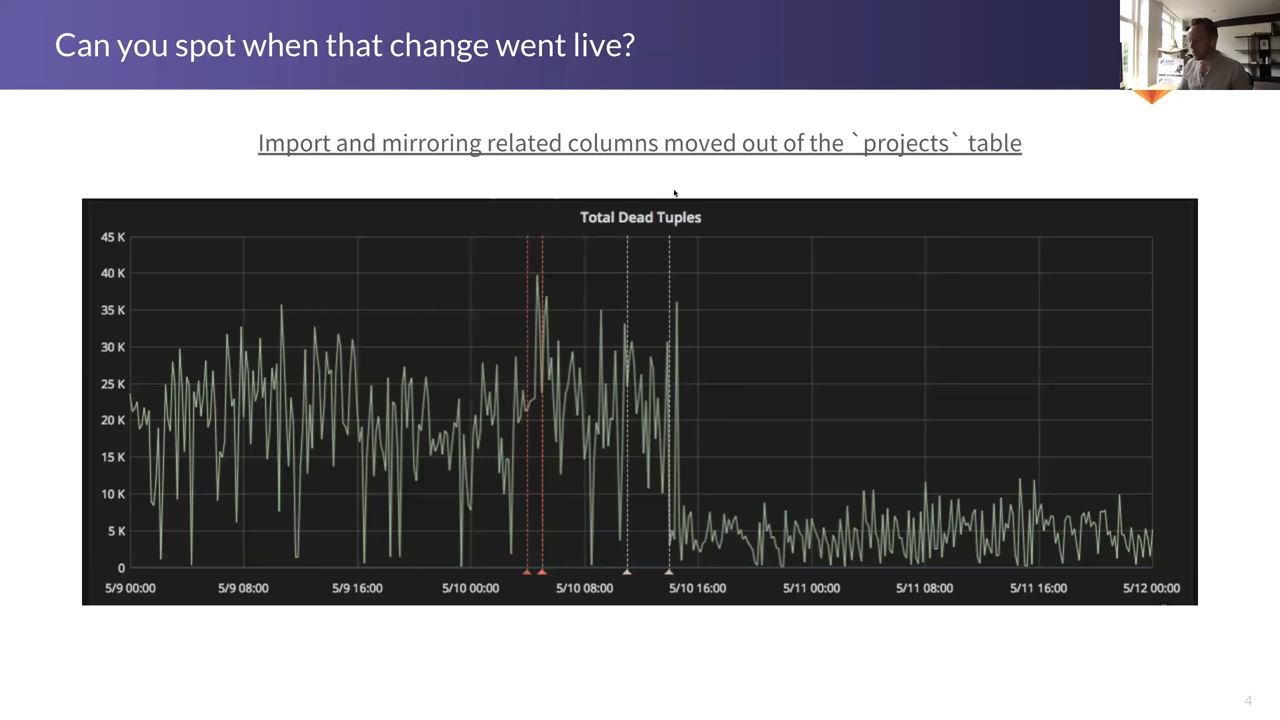 Can you spot when that change went live?
Import and mirroring related columns moved out of the `projects` table
Total Dead Tuples
45 K
40 K
35 K
30 K
25 K
20 K
15 K
10 K
5 K
0
5/9 00:00 5/9 08:00 5/9 16:00 5/10 00:00 5/10 08:00 5/10 16:00 5/11 00:00 5/11 08:00 5/11 16:00 5/12 00:00
4